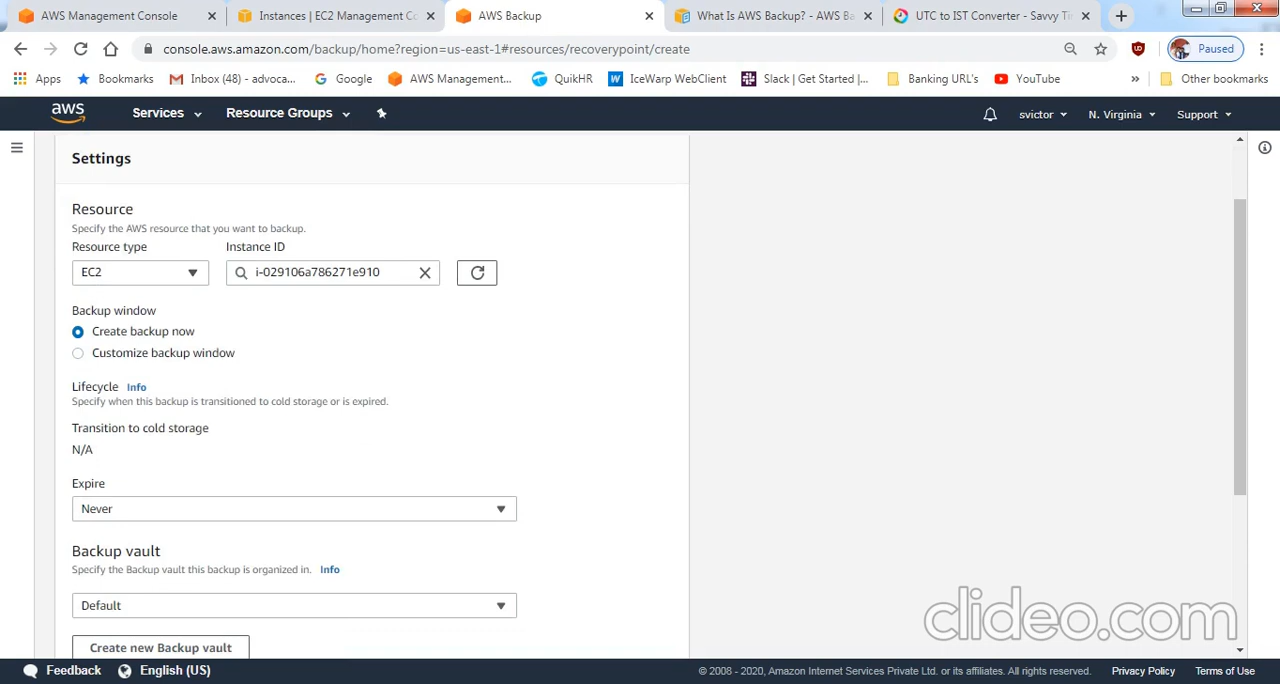 AWS Management Console
Instances | EC2 Management Co
AWS Backup
What Is AWS Backup? - AWS Ba
UTC to IST Converter - Savvy Tim
console.aws.amazon.com/backup/home?region=us-east-1#resources/recoverypoint/create
Paused
Apps
Bookmarks
Inbox (48) - advoca...
Google
AWS Management...
QuikHR
IceWarp WebClient
Slack | Get Started |...
Banking URL's
YouTube
»
Other bookmarks
aws
Services
Resource Groups
svictor
N. Virginia
Support
Settings
Resource
Specify the AWS resource that you want to backup.
Resource type
Instance ID
EC2
i-029106a786271e910
Backup window
Create backup now
Customize backup window
Lifecycle Info
Specify when this backup is transitioned to cold storage or is expired.
Transition to cold storage
N/A
Expire
Never
Backup vault
Specify the Backup vault this backup is organized in. Info
Default
Create new Backup vault
clideo.com
Feedback
English (US)
© 2008 - 2020, Amazon Internet Services Private Ltd. or its affiliates. All rights reserved.
Privacy Policy
Terms of Use